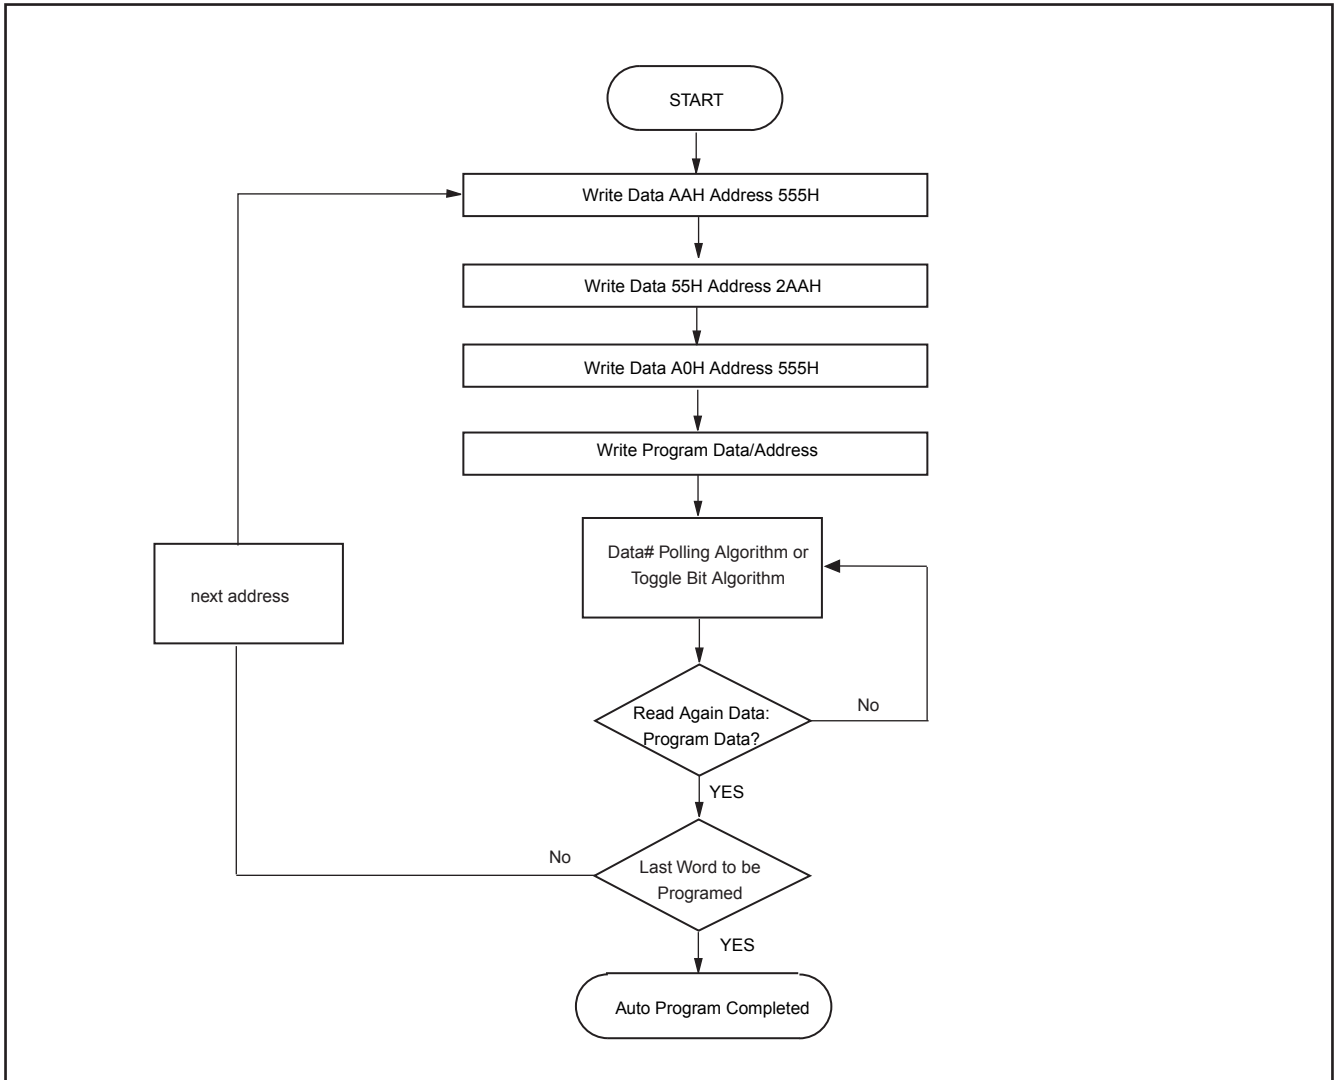 START
Write Data AAH Address 555H
Write Data 55H Address 2AAH
Write Data A0H Address 555H
Write Program Data/Address
Data# Polling Algorithm or
Toggle Bit Algorithm
next address
Read Again Data:
Program Data?
No
YES
Last Word to be
Programed
No
YES
Auto Program Completed